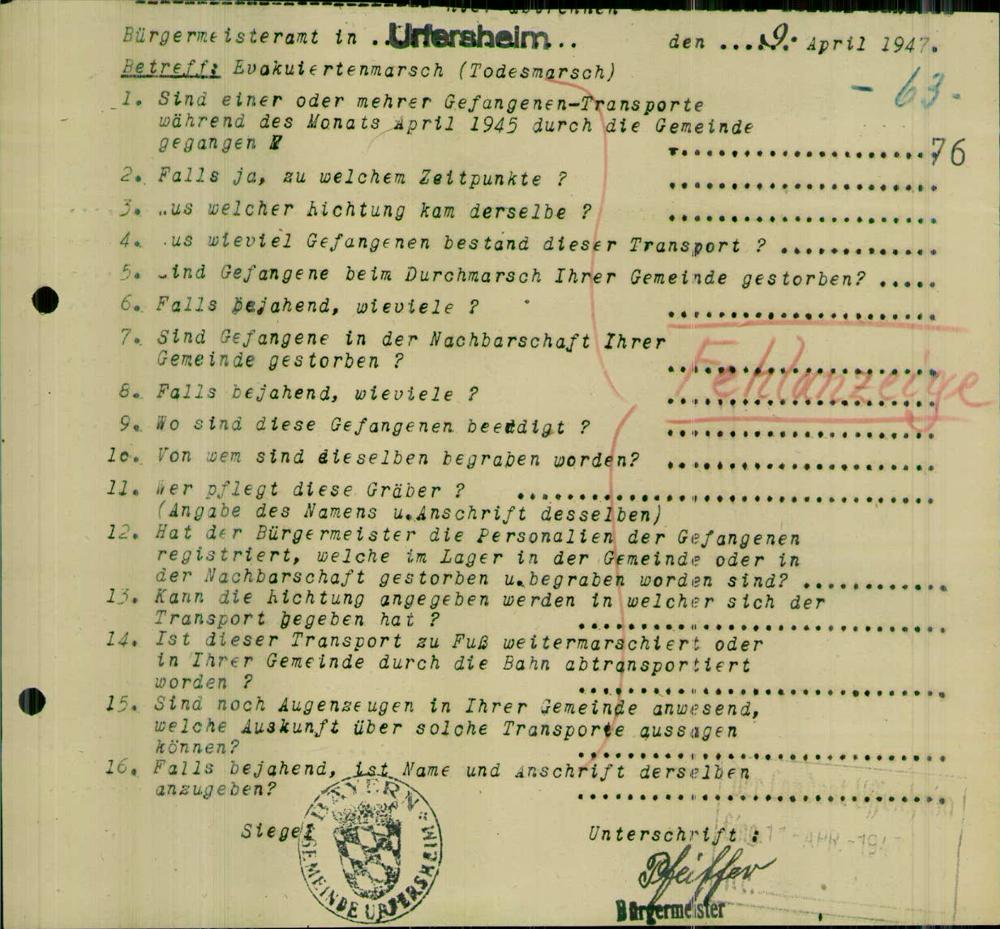 Bürgermeisteramt in ..Urfersheim... den ....9. April 1947.
Betreff: Evakuiertenmarsch (Todesmarsch)
- 63.
1. Sind einer oder mehrer Gefangenen-Transporte
während des Monats April 1945 durch die Gemeinde
gegangen
76
2. Falls ja, zu welchem Zeitpunkte ?
3. .us welcher Richtung kam derselbe ?
4. .us wieviel Gefangenen bestand dieser Transport ?
5. .ind Gefangene beim Durchmarsch Ihrer Gemeinde gestorben?
6. Falls bejahend, wieviele ?
7. Sind Gefangene in der Nachbarschaft Ihrer
Gemeinde gestorben ?
Fehlanzeige
8. Falls bejahend, wieviele ?
9. Wo sind diese Gefangenen beerdigt ?
10. Von wem sind dieselben begraben worden?
11. Wer pflegt diese Gräber ?
(Angabe des Namens u.Anschrift desselben)
12. Hat der Bürgermeister die Personalien der Gefangenen
registriert, welche im Lager in der Gemeinde oder in
der Nachbarschaft gestorben u.begraben worden sind?
13. Kann die Richtung angegeben werden in welcher sich der
Transport begeben hat ?
14. Ist dieser Transport zu Fuß weitermarschiert oder
in Ihrer Gemeinde durch die Bahn abtransportiert
worden ?
15. Sind noch Augenzeugen in Ihrer Gemeinde anwesend,
welche Auskunft über solche Transporte aussagen
können?
16. Falls bejahend, ist Name und Anschrift derselben
anzugeben?
Siegel Unterschrift :
BAYERN
GEMEINDE URFERSHEIM
APR.
Pfeiffer
Bürgermeister